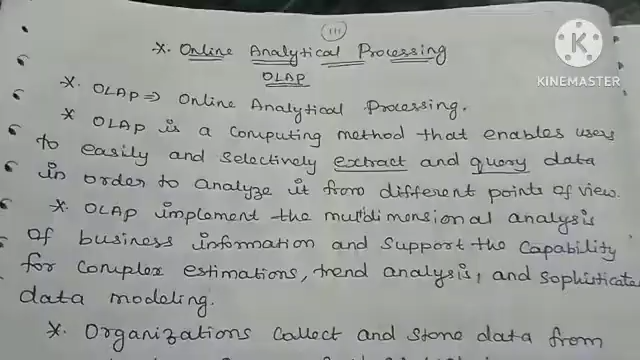 111
*. Online Analytical Processing
OLAP
KINEMASTER
*. OLAP ⇒ Online Analytical Processing.
* OLAP is a computing method that enables users
to easily and selectively extract and query data
in order to analyze it from different points of view.
*. OLAP implement the multidimensional analysis
of business information and support the capability
for complex estimations, trend analysis, and sophisticate
data modeling.
*. Organizations collect and store data from